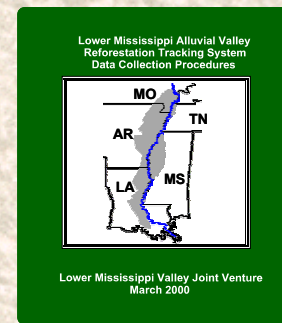 Lower Mississippi Alluvial Valley
Reforestation Tracking System
Data Collection Procedures
MO
TN
AR
LA
MS
Lower Mississippi Valley Joint Venture
March 2000